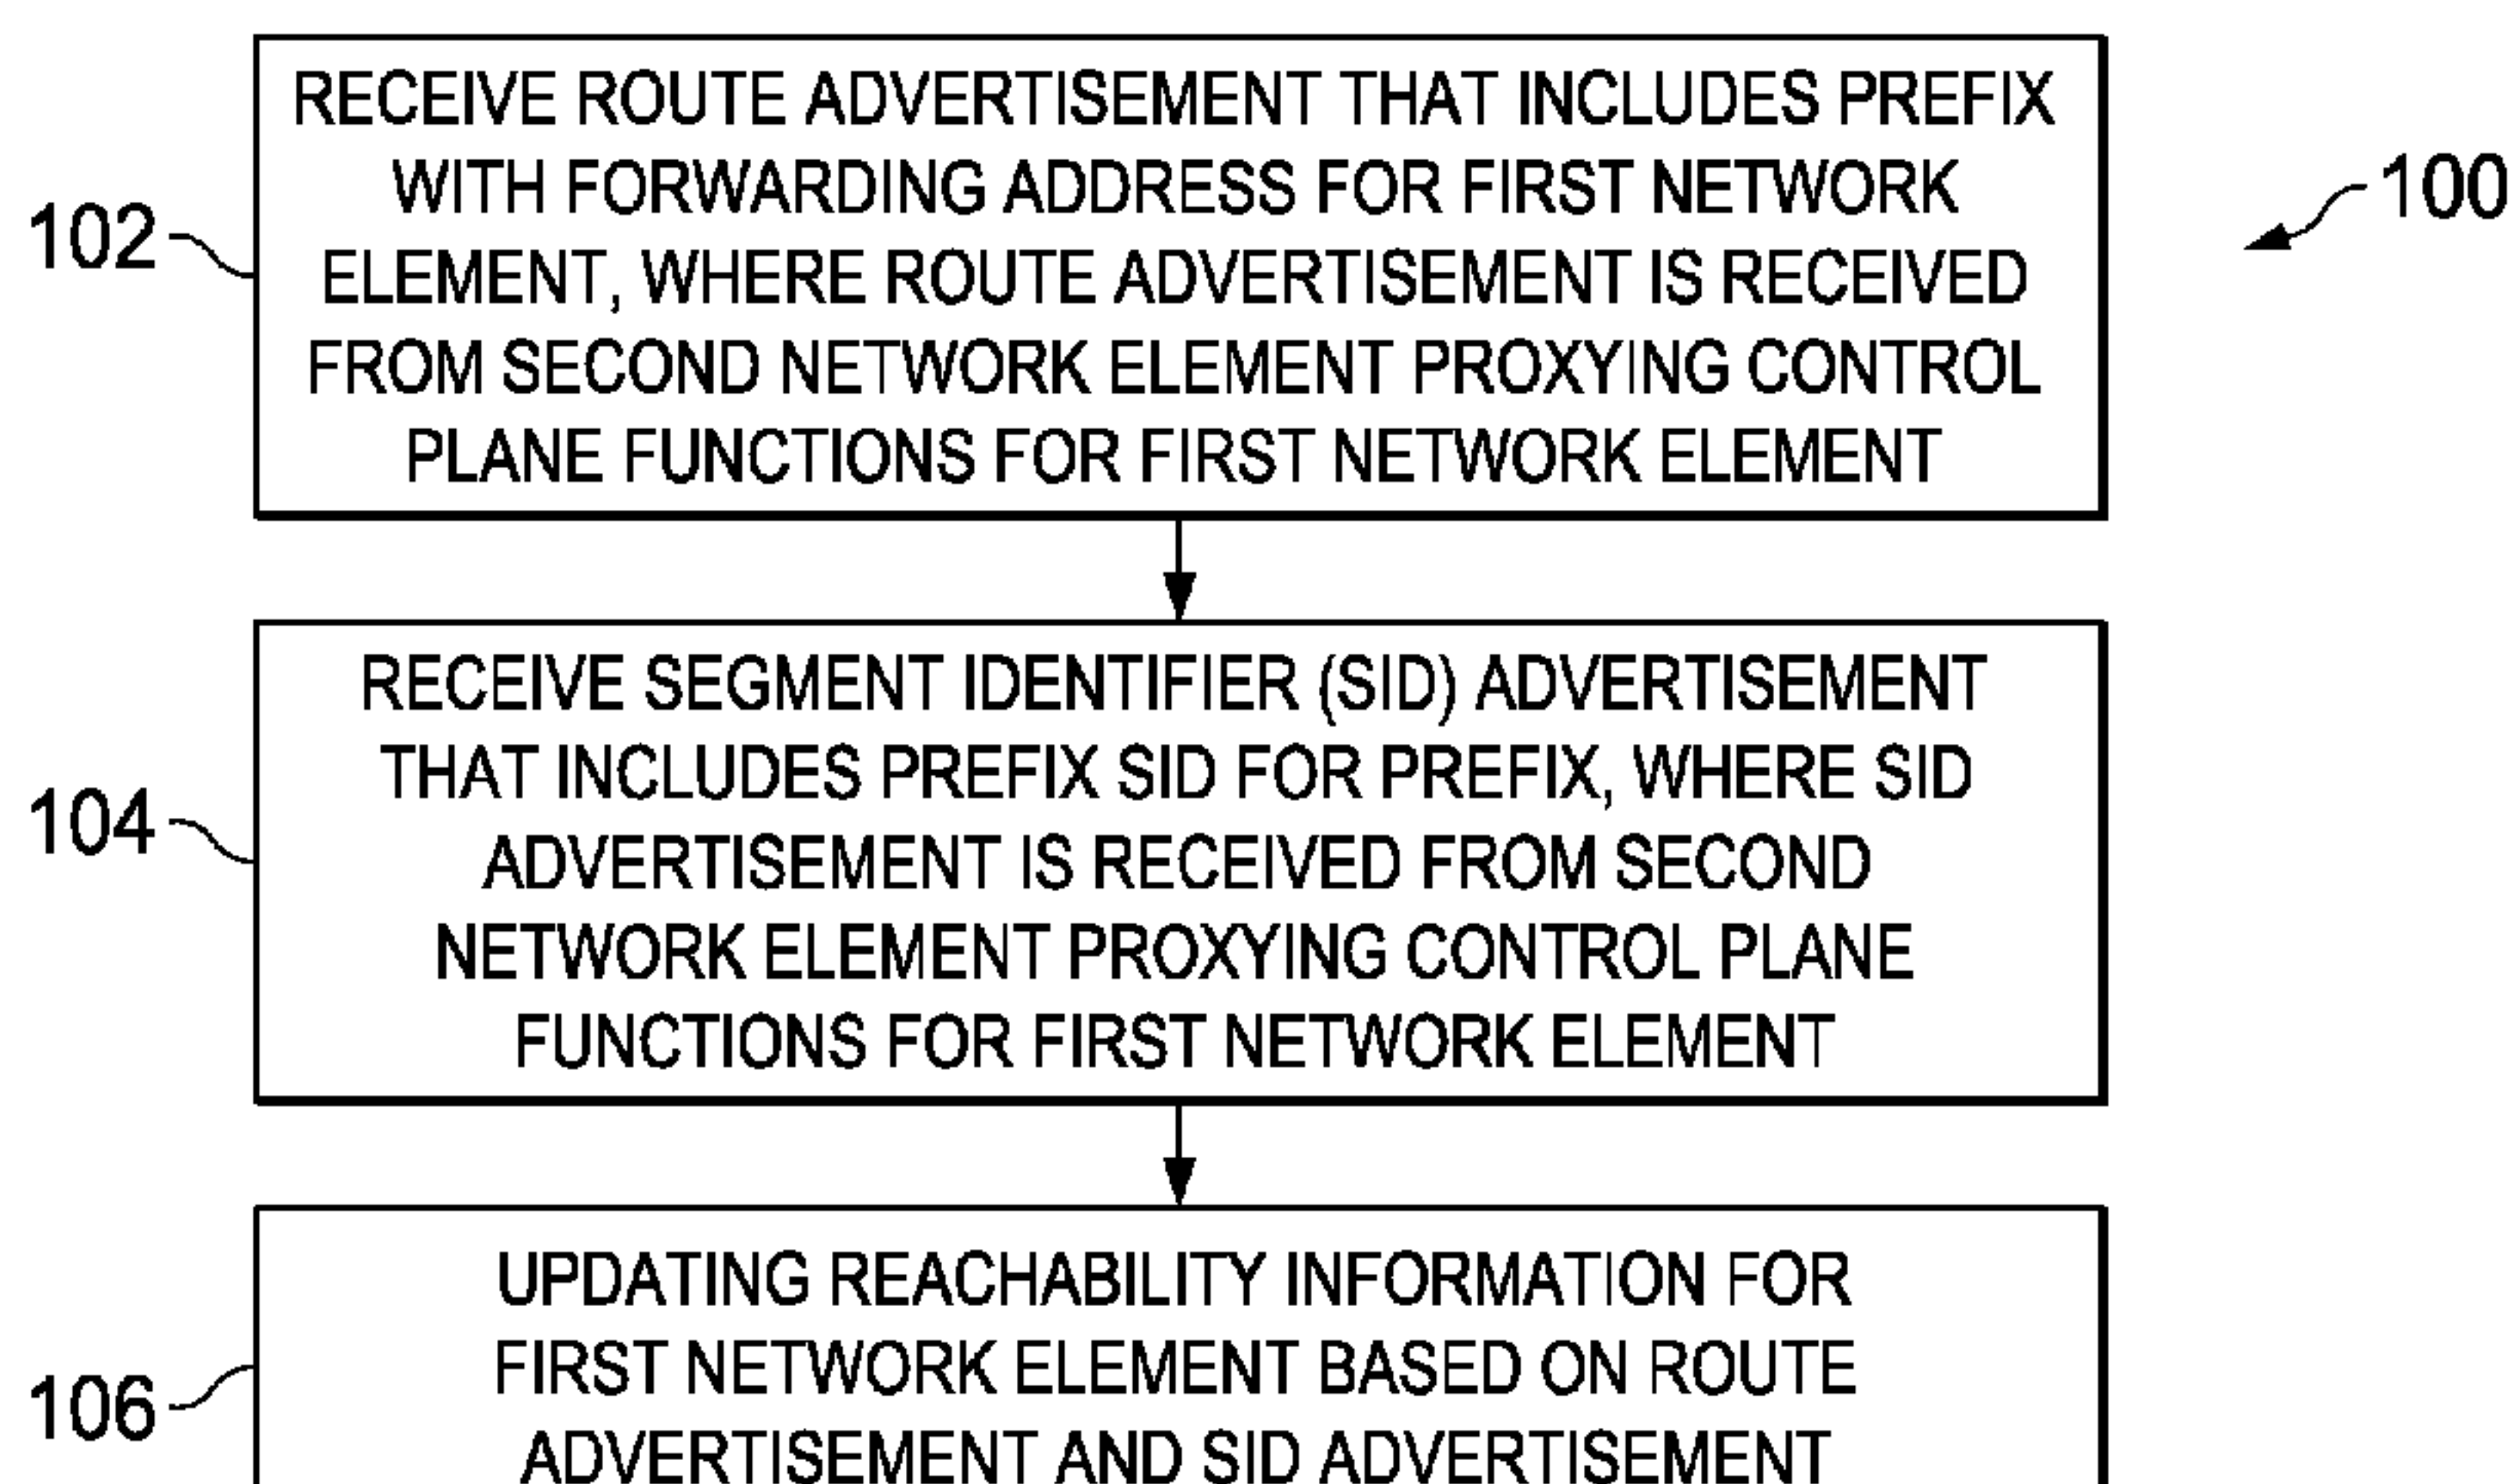 RECEIVE ROUTE ADVERTISEMENT THAT INCLUDES PREFIX
WITH FORWARDING ADDRESS FOR FIRST NETWORK
ELEMENT, WHERE ROUTE ADVERTISEMENT IS RECEIVED
FROM SECOND NETWORK ELEMENT PROXYING CONTROL
PLANE FUNCTIONS FOR FIRST NETWORK ELEMENT
102
100
RECEIVE SEGMENT IDENTIFIER (SID) ADVERTISEMENT
THAT INCLUDES PREFIX SID FOR PREFIX, WHERE SID
ADVERTISEMENT IS RECEIVED FROM SECOND
NETWORK ELEMENT PROXYING CONTROL PLANE
FUNCTIONS FOR FIRST NETWORK ELEMENT
104
UPDATING REACHABILITY INFORMATION FOR
FIRST NETWORK ELEMENT BASED ON ROUTE
ADVERTISEMENT AND SID ADVERTISEMENT
106